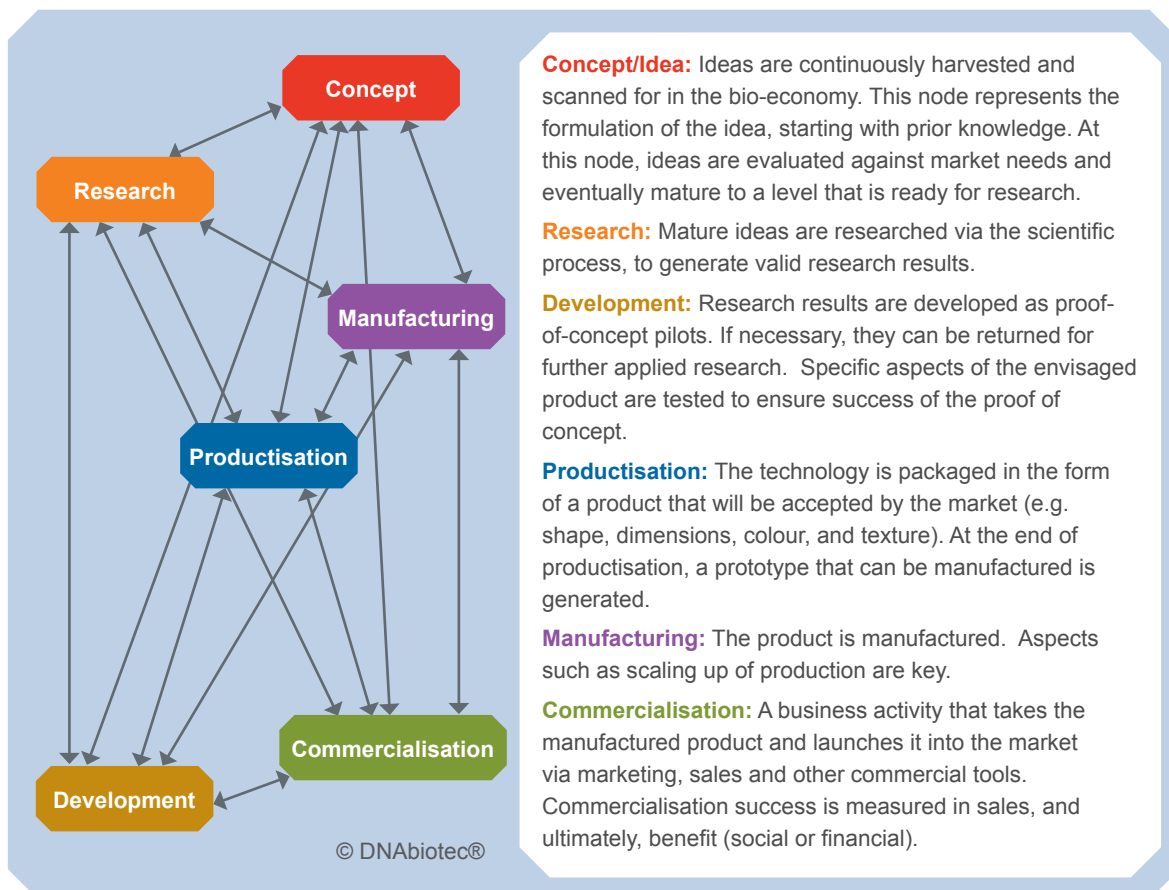 Concept
Research
Manufacturing
Productisation
Commercialisation
Development
© DNAbiotec®
Concept/Idea: Ideas are continuously harvested and
scanned for in the bio-economy. This node represents the
formulation of the idea, starting with prior knowledge. At
this node, ideas are evaluated against market needs and
eventually mature to a level that is ready for research.
Research: Mature ideas are researched via the scientific
process, to generate valid research results.
Development: Research results are developed as proof-
of-concept pilots. If necessary, they can be returned for
further applied research.  Specific aspects of the envisaged
product are tested to ensure success of the proof of
concept.
Productisation: The technology is packaged in the form
of a product that will be accepted by the market (e.g.
shape, dimensions, colour, and texture). At the end of
productisation, a prototype that can be manufactured is
generated.
Manufacturing: The product is manufactured.  Aspects
such as scaling up of production are key.
Commercialisation: A business activity that takes the
manufactured product and launches it into the market
via marketing, sales and other commercial tools.
Commercialisation success is measured in sales, and
ultimately, benefit (social or financial).